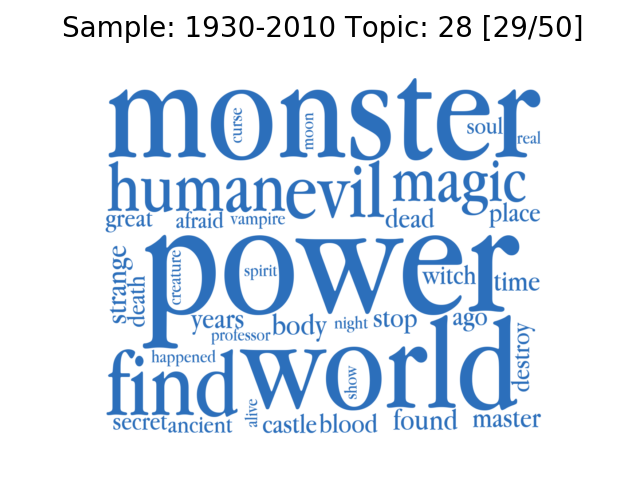 Sample: 1930-2010 Topic: 28 [29/50]
monster
curse
moon
soul
real
human
evil
magic
great
afraid
vampire
dead
place
power
strange
death
creature
spirit
witch
time
years
professor
body
night
stop
ago
happened
find
world
show
destroy
secret
ancient
alive
castle
blood
found
master